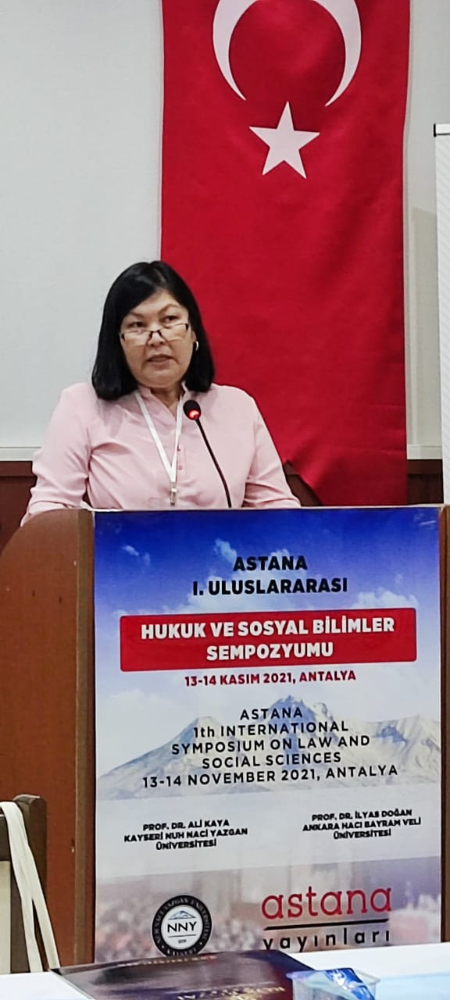 ASTANA
I. ULUSLARARASI
HUKUK VE SOSYAL BİLİMLER
SEMPOZYUMU
13-14 KASIM 2021, ANTALYA
ASTANA
1th INTERNATIONAL
SYMPOSIUM ON LAW AND
SOCIAL SCIENCES
13-14 NOVEMBER 2021, ANTALYA
PROF. DR. ALİ KAYA
KAYSERİ NUH NACİ YAZGAN
ÜNİVERSİTESİ
PROF. DR. İLYAS DOĞAN
ANKARA HACI BAYRAM VELİ
ÜNİVERSİTESİ
NNY
astana
yayınları